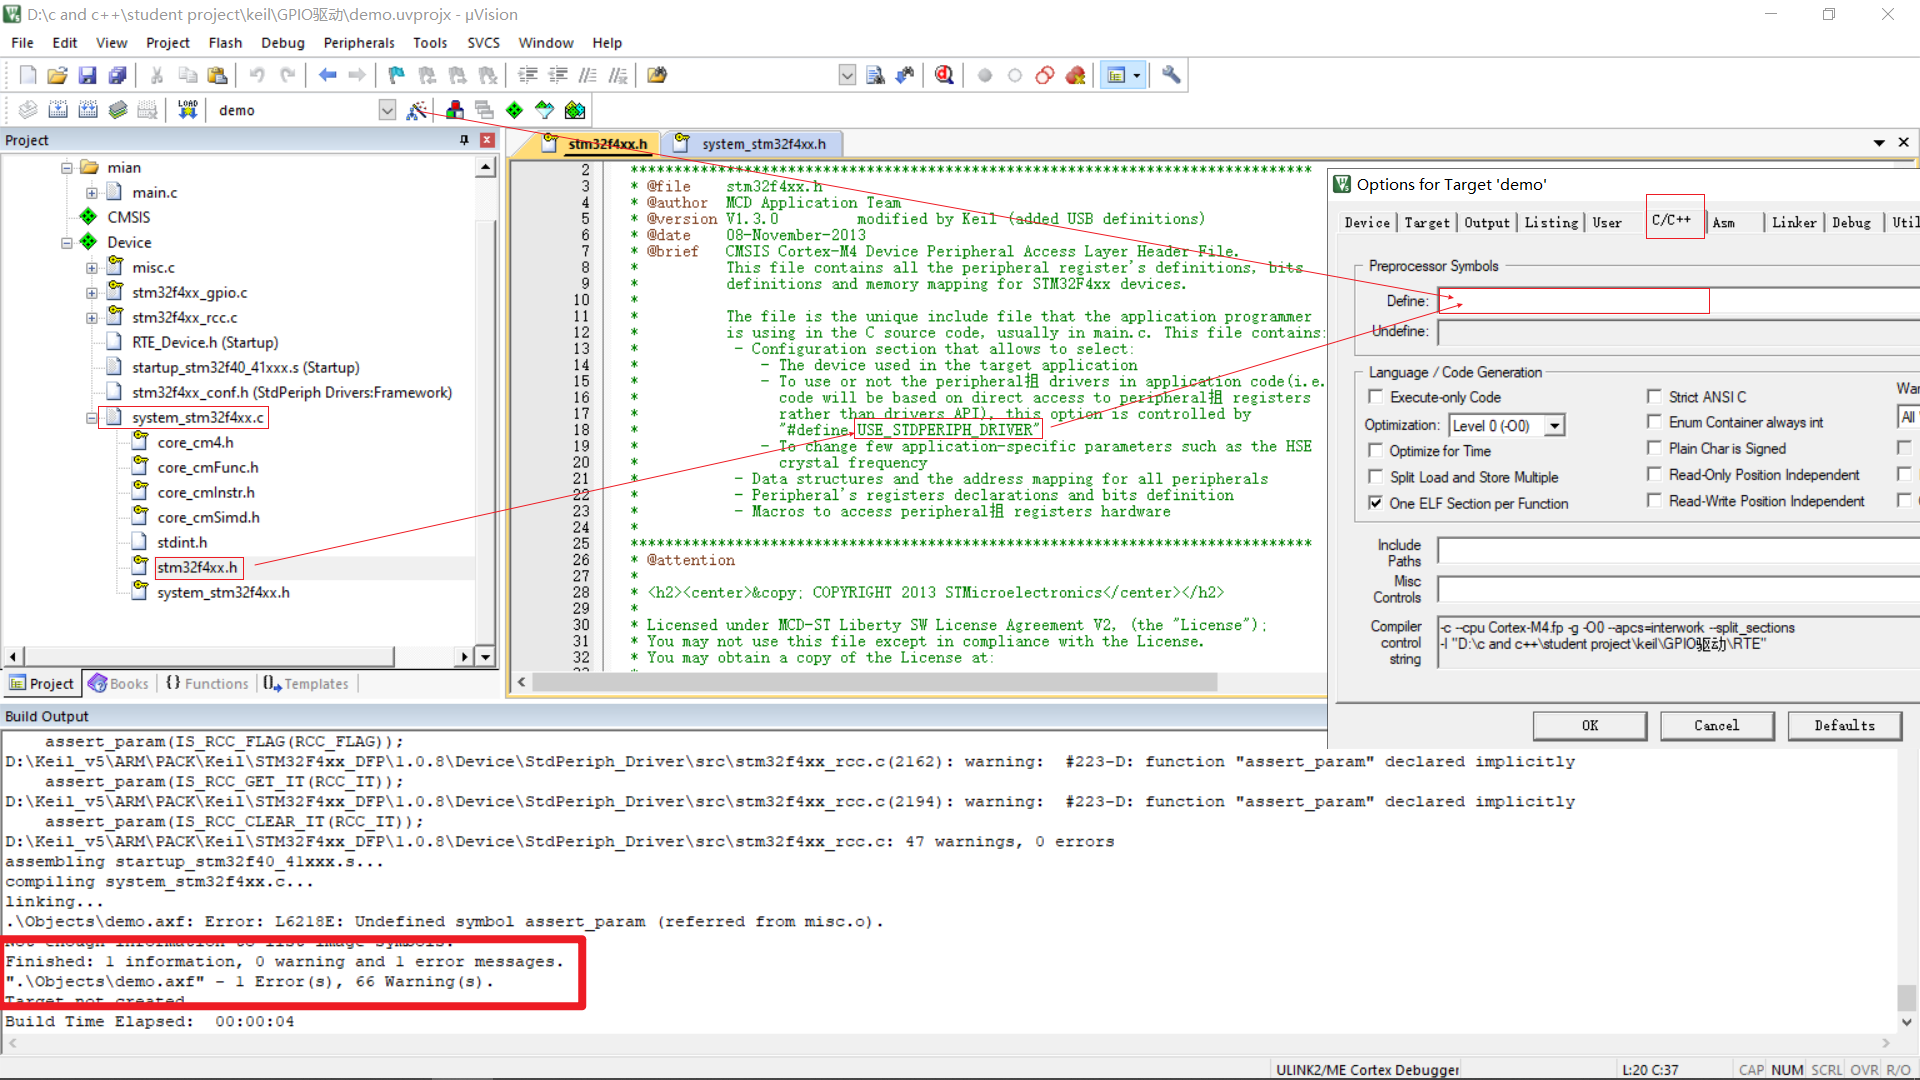 D:\c and c++\student project\keil\GPIO驱动\demo.uvprojx - µVision
File Edit View Project Flash Debug Peripherals Tools SVCS Window Help
LOAD
demo
Project
mian
main.c
CMSIS
Device
misc.c
stm32f4xx_gpio.c
stm32f4xx_rcc.c
RTE_Device.h (Startup)
startup_stm32f40_41xxx.s (Startup)
stm32f4xx_conf.h (StdPeriph Drivers:Framework)
system_stm32f4xx.c
core_cm4.h
core_cmFunc.h
core_cmInstr.h
core_cmSimd.h
stdint.h
stm32f4xx.h
system_stm32f4xx.h
Project Books {} Functions Templates
stm32f4xx.h system_stm32f4xx.h
2 ******************************************************************************
3 * @file stm32f4xx.h
4 * @author MCD Application Team
5 * @version V1.3.0 modified by Keil (added USB definitions)
6 * @date 08-November-2013
7 * @brief CMSIS Cortex-M4 Device Peripheral Access Layer Header File.
8 * This file contains all the peripheral register's definitions, bits
9 * definitions and memory mapping for STM32F4xx devices.
10 *
11 * The file is the unique include file that the application programmer
12 * is using in the C source code, usually in main.c. This file contains:
13 * - Configuration section that allows to select:
14 * - The device used in the target application
15 * - To use or not the peripheral抯 drivers in application code(i.e.
16 * code will be based on direct access to peripheral抯 registers
17 * rather than drivers API), this option is controlled by
18 * "#define USE_STDPERIPH_DRIVER"
19 * - To change few application-specific parameters such as the HSE
20 * crystal frequency
21 * - Data structures and the address mapping for all peripherals
22 * - Peripheral's registers declarations and bits definition
23 * - Macros to access peripheral抯 registers hardware
24 *
25 ******************************************************************************
26 * @attention
27 *
28 * <h2><center>&copy; COPYRIGHT 2013 STMicroelectronics</center></h2>
29 *
30 * Licensed under MCD-ST Liberty SW License Agreement V2, (the "License");
31 * You may not use this file except in compliance with the License.
32 * You may obtain a copy of the License at:
Options for Target 'demo'
Device Target Output Listing User C/C++ Asm Linker Debug Util
Preprocessor Symbols
Define:
Undefine:
Language / Code Generation
Execute-only Code
Optimization: Level 0 (-O0)
Optimize for Time
Split Load and Store Multiple
One ELF Section per Function
Strict ANSI C
Enum Container always int
Plain Char is Signed
Read-Only Position Independent
Read-Write Position Independent
War
All
Include
Paths
Misc
Controls
Compiler
control
string
-c --cpu Cortex-M4.fp -g -O0 --apcs=interwork --split_sections
-I "D:\c and c++\student project\keil\GPIO驱动\RTE"
OK Cancel Defaults
Build Output
assert_param(IS_RCC_FLAG(RCC_FLAG));
D:\Keil_v5\ARM\PACK\Keil\STM32F4xx_DFP\1.0.8\Device\StdPeriph_Driver\src\stm32f4xx_rcc.c(2162): warning:  #223-D: function "assert_param" declared implicitly
assert_param(IS_RCC_GET_IT(RCC_IT));
D:\Keil_v5\ARM\PACK\Keil\STM32F4xx_DFP\1.0.8\Device\StdPeriph_Driver\src\stm32f4xx_rcc.c(2194): warning:  #223-D: function "assert_param" declared implicitly
assert_param(IS_RCC_CLEAR_IT(RCC_IT));
D:\Keil_v5\ARM\PACK\Keil\STM32F4xx_DFP\1.0.8\Device\StdPeriph_Driver\src\stm32f4xx_rcc.c: 47 warnings, 0 errors
assembling startup_stm32f40_41xxx.s...
compiling system_stm32f4xx.c...
linking...
.\Objects\demo.axf: Error: L6218E: Undefined symbol assert_param (referred from misc.o).
Not enough information to list image symbols.
Finished: 1 information, 0 warning and 1 error messages.
".\Objects\demo.axf" - 1 Error(s), 66 Warning(s).
Target not created
Build Time Elapsed:  00:00:04
ULINK2/ME Cortex Debugger L:20 C:37 CAP NUM SCRL OVR R/O